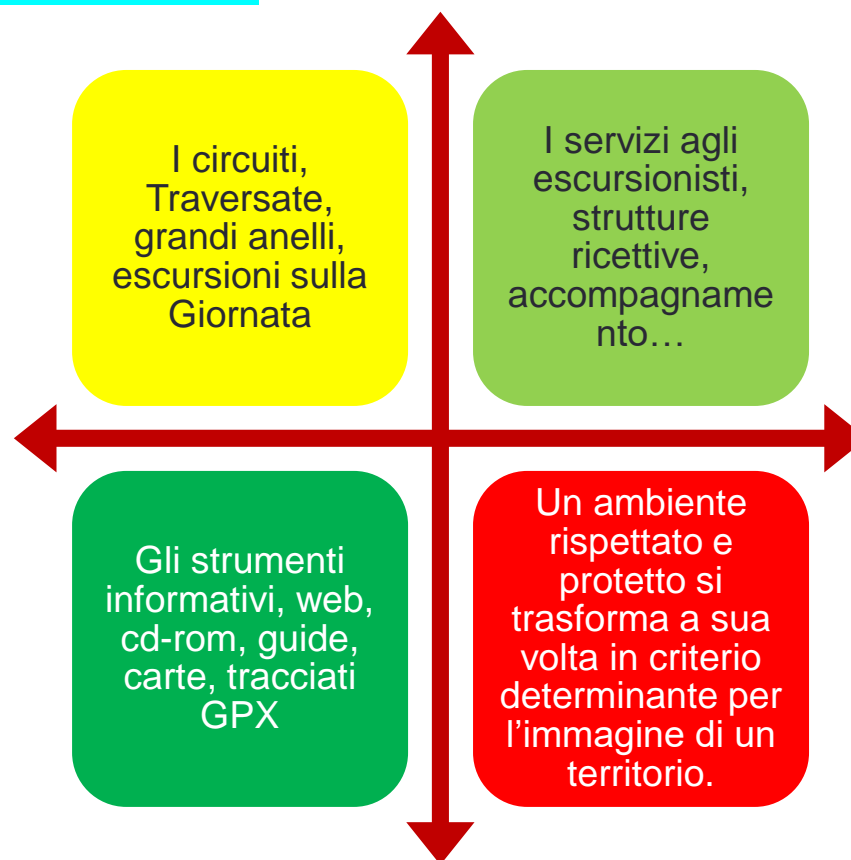 I circuiti,
Traversate,
grandi anelli,
escursioni sulla
Giornata
I servizi agli
escursionisti,
strutture
ricettive,
accompagname
nto…
Gli strumenti
informativi, web,
cd-rom, guide,
carte, tracciati
GPX
Un ambiente
rispettato e
protetto si
trasforma a sua
volta in criterio
determinante per
l’immagine di un
territorio.